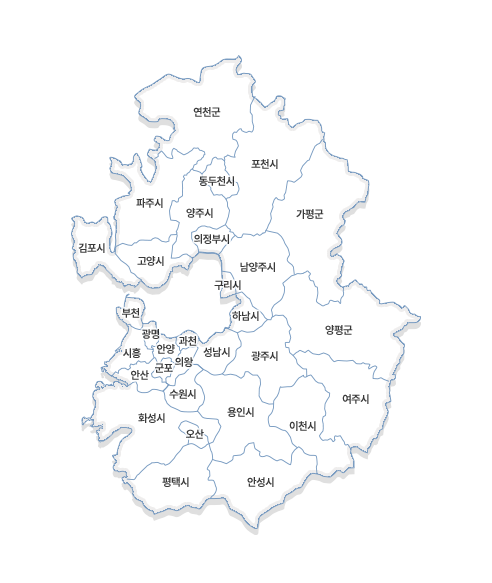 연천군
포천시
동두천시
파주시
양주시
가평군
의정부시
김포시
고양시
남양주시
구리시
부천
하남시
광명
양평군
과천
시흥
안양
성남시
광주시
의왕
군포
안산
수원시
여주시
화성시
용인시
이천시
오산
평택시
안성시